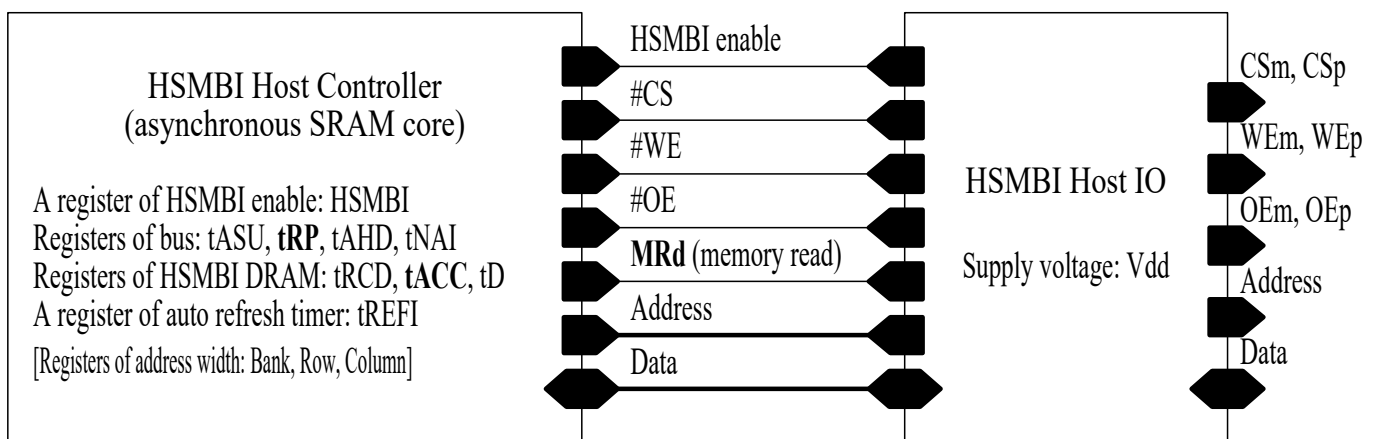 HSMBI Host Controller
(asynchronous SRAM core)
A register of HSMBI enable: HSMBI
Registers of bus: tASU, tRP, tAHD, tNAI
Registers of HSMBI DRAM: tRCD, tACC, tD
A register of auto refresh timer: tREFI
[Registers of address width: Bank, Row, Column]
HSMBI enable
#CS
#WE
#OE
MRd (memory read)
Address
Data
HSMBI Host IO
Supply voltage: Vdd
CSm, CSp
WEm, WEp
OEm, OEp
Address
Data